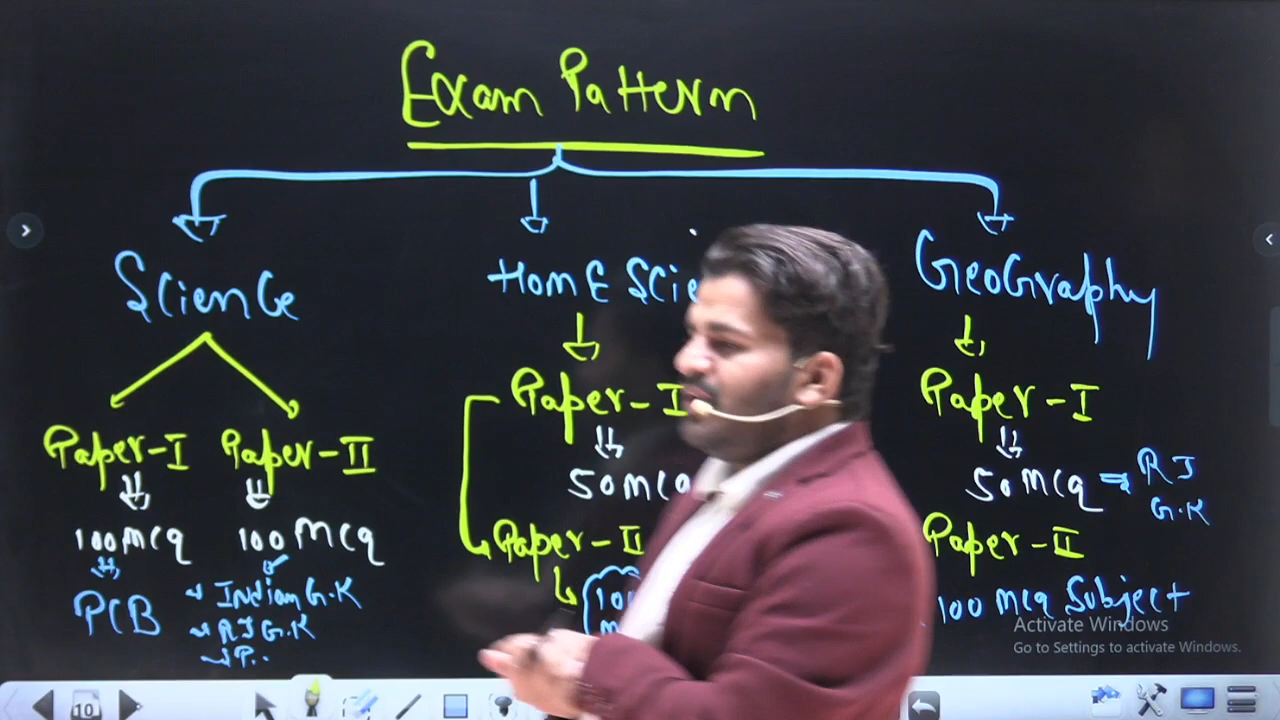 Exam Pattern
Science
Home Scie
Geography
Paper-I
Paper-II
100 MCQ
100 MCQ
PCB
Indian G.K
RJ G.K
P..
Paper-I
50 MCQ
Paper-II
Paper-I
50 MCQ = RJ
G.K
Paper-II
100 MCQ Subject
Activate Windows
Go to Settings to activate Windows.
10